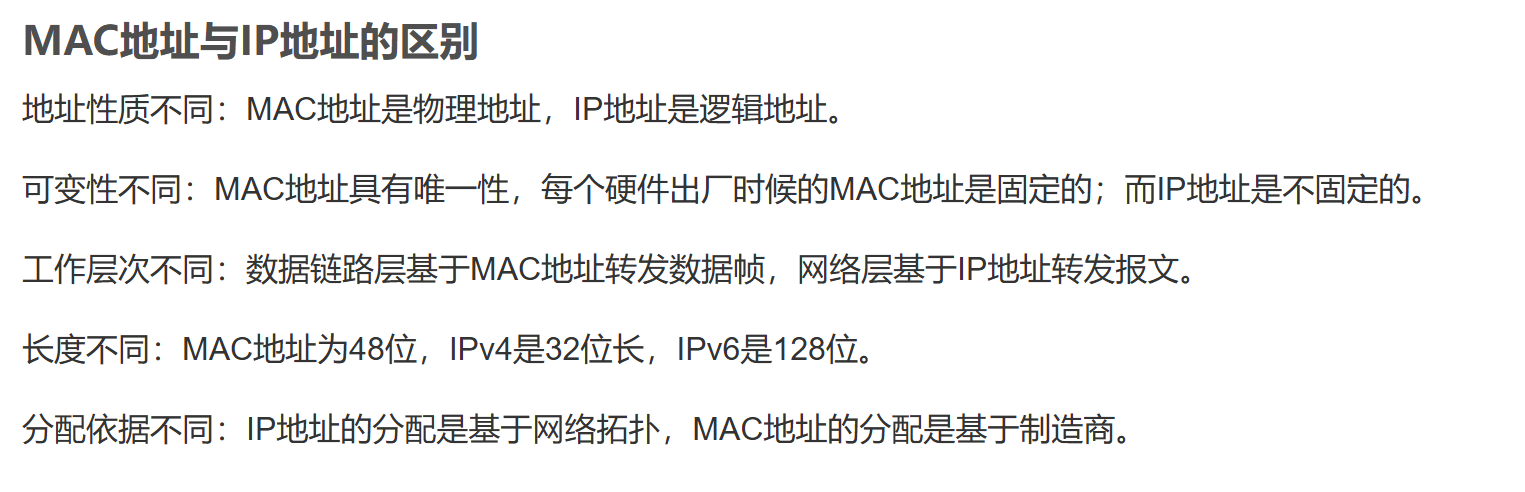 MAC地址与IP地址的区别
地址性质不同：MAC地址是物理地址，IP地址是逻辑地址。
可变性不同：MAC地址具有唯一性，每个硬件出厂时候的MAC地址是固定的；而IP地址是不固定的。
工作层次不同：数据链路层基于MAC地址转发数据帧，网络层基于IP地址转发报文。
长度不同：MAC地址为48位，IPv4是32位长，IPv6是128位。
分配依据不同：IP地址的分配是基于网络拓扑，MAC地址的分配是基于制造商。